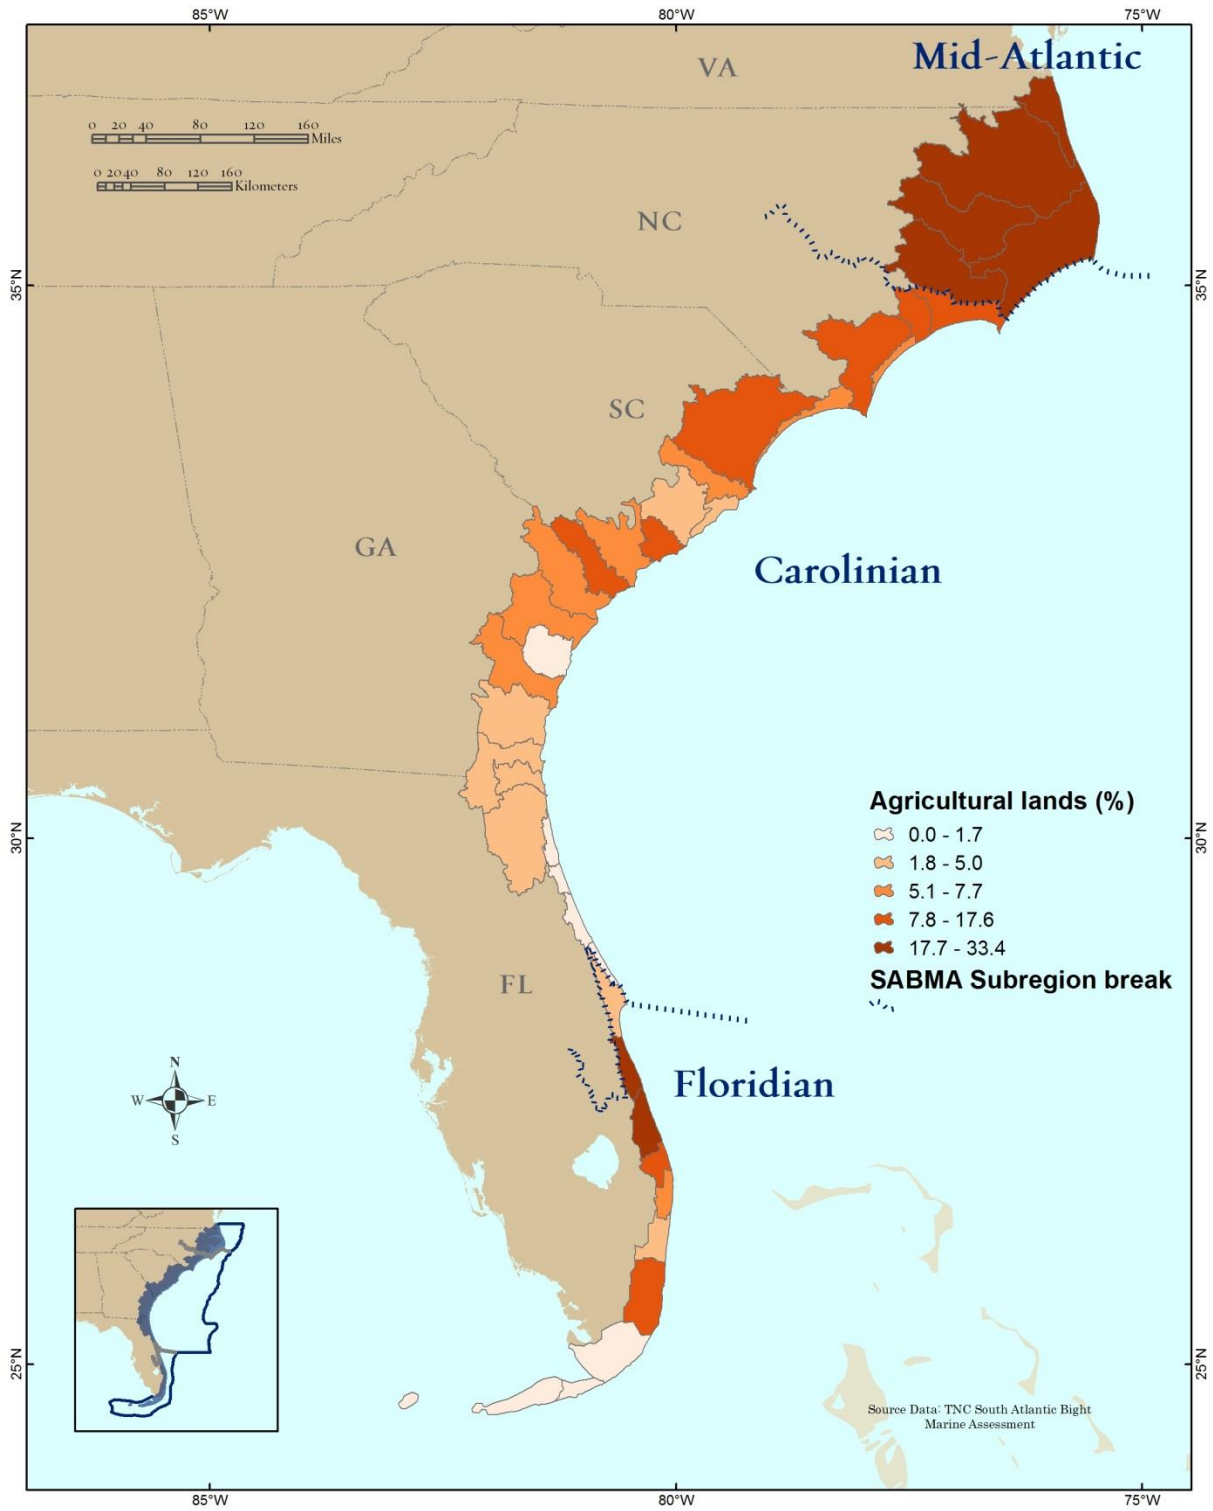 85°W 80°W 75°W
Mid-Atlantic
VA
0 20 40 80 120 160
Miles
0 20 40 80 120 160
Kilometers
NC
35°N 35°N
SC
GA
Carolinian
Agricultural lands (%)
0.0 - 1.7
1.8 - 5.0
5.1 - 7.7
7.8 - 17.6
17.7 - 33.4
SABMA Subregion break
30°N 30°N
FL
Floridian
N
W E
S
25°N 25°N
Source Data: TNC South Atlantic Bight
Marine Assessment
85°W 80°W 75°W